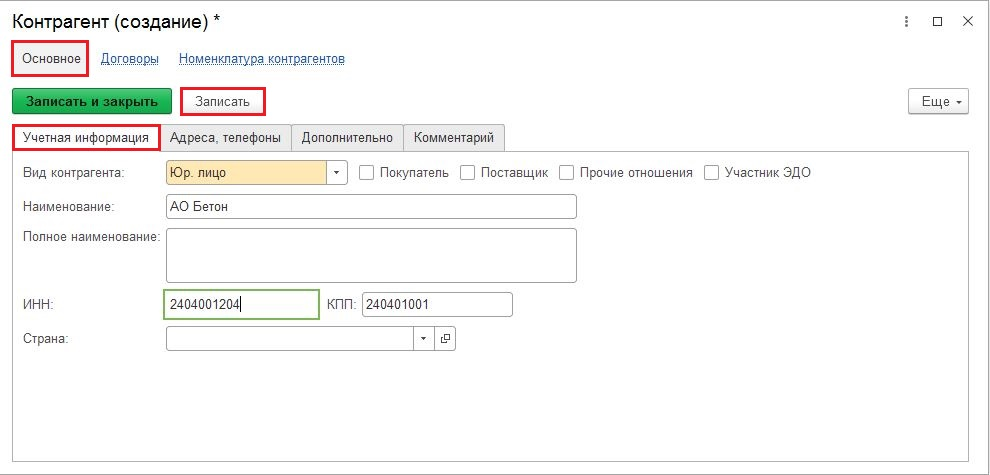 Контрагент (создание) *
Основное Договоры Номенклатура контрагентов
Записать и закрыть Записать Еще
Учетная информация Адреса, телефоны Дополнительно Комментарий
Вид контрагента: Юр. лицо Покупатель Поставщик Прочие отношения Участник ЭДО
Наименование: АО Бетон
Полное наименование:
ИНН: 2404001204 КПП: 240401001
Страна: